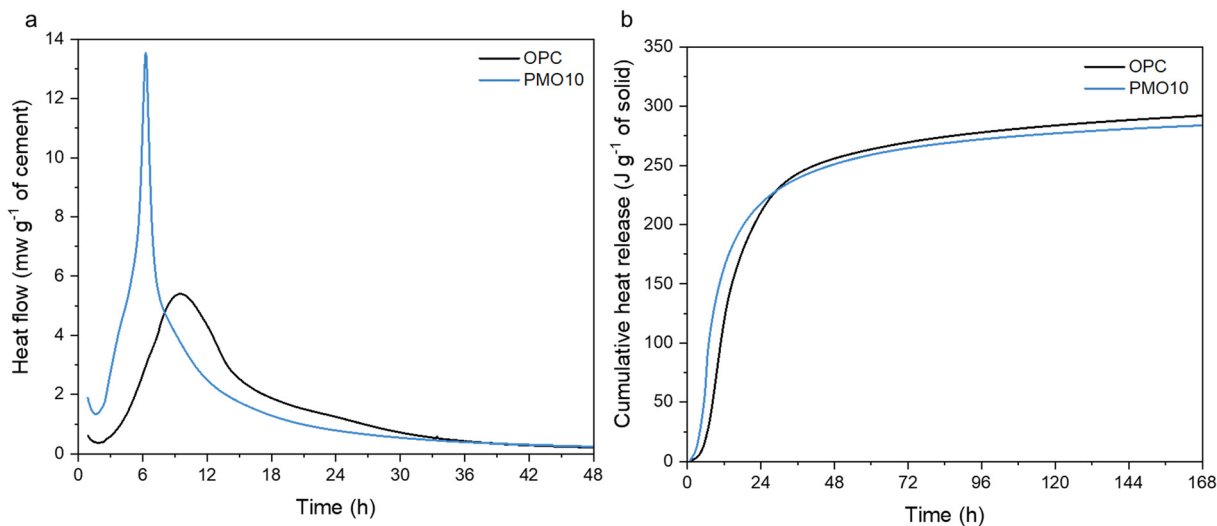 a
14
12
10
8
6
4
2
0
Heat flow (mw g⁻¹ of cement)
OPC
PMO10
0 6 12 18 24 30 36 42 48
Time (h)
b
350
300
250
200
150
100
50
0
Cumulative heat release (J g⁻¹ of solid)
OPC
PMO10
0 24 48 72 96 120 144 168
Time (h)